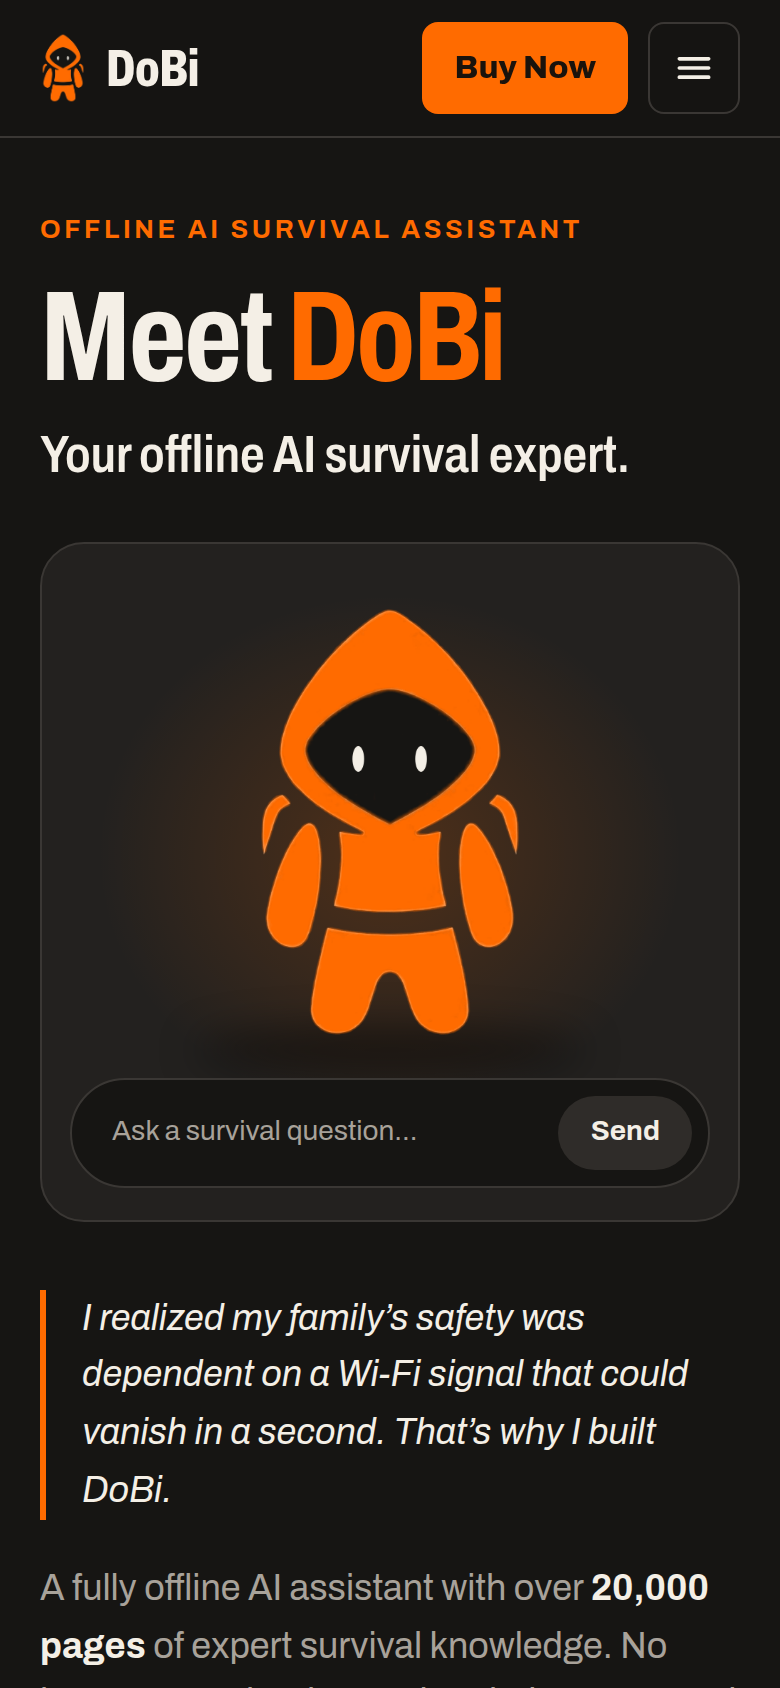 DoBi
Buy Now
OFFLINE AI SURVIVAL ASSISTANT
Meet DoBi
Your offline AI survival expert.
Ask a survival question...
Send
I realized my family’s safety was
dependent on a Wi-Fi signal that could
vanish in a second. That’s why I built
DoBi.
A fully offline AI assistant with over 20,000
pages of expert survival knowledge. No